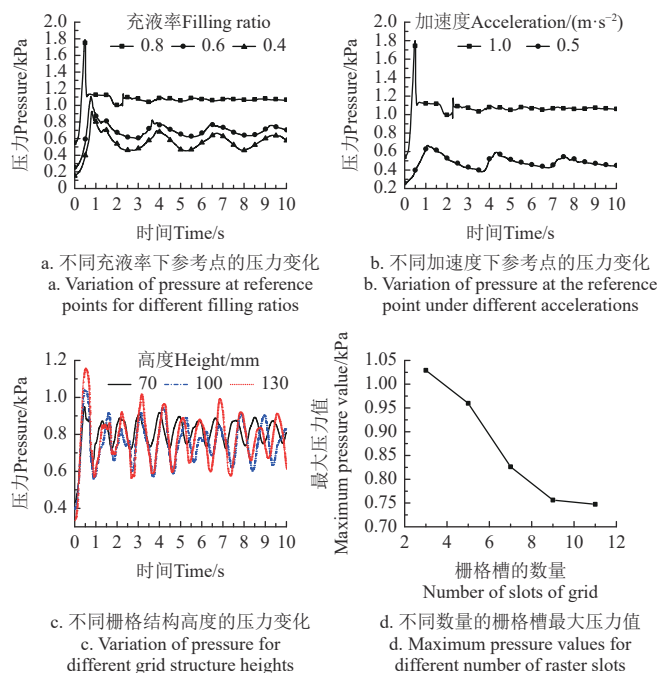 充液率Filling ratio
0.8 0.6 0.4
压力Pressure/kPa
2.0
1.8
1.6
1.4
1.2
1.0
0.8
0.6
0.4
0.2
0
0 1 2 3 4 5 6 7 8 9 10
时间Time/s
a. 不同充液率下参考点的压力变化
a. Variation of pressure at reference
points for different filling ratios
加速度Acceleration/(m·s⁻²)
1.0 0.5
压力Pressure/kPa
2.0
1.8
1.6
1.4
1.2
1.0
0.8
0.6
0.4
0.2
0 1 2 3 4 5 6 7 8 9 10
时间Time/s
b. 不同加速度下参考点的压力变化
b. Variation of pressure at the reference
point under different accelerations
高度Height/mm
70 100 130
压力Pressure/kPa
1.2
1.0
0.8
0.6
0.4
0 1 2 3 4 5 6 7 8 9 10
时间Time/s
c. 不同栅格结构高度的压力变化
c. Variation of pressure for
different grid structure heights
最大压力值
Maximum pressure value/kPa
1.05
1.00
0.95
0.90
0.85
0.80
0.75
0.70
2 4 6 8 10 12
栅格槽的数量
Number of slots of grid
d. 不同数量的栅格槽最大压力值
d. Maximum pressure values for
different number of raster slots